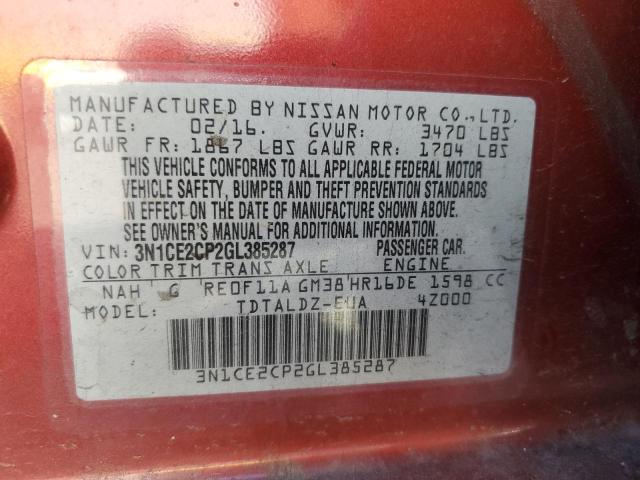 MANUFACTURED BY NISSAN MOTOR CO., LTD.
DATE: 02/16. GVWR: 3470 LBS
GAWR FR: 1867 LBS GAWR RR: 1704 LBS
THIS VEHICLE CONFORMS TO ALL APPLICABLE FEDERAL MOTOR
VEHICLE SAFETY, BUMPER AND THEFT PREVENTION STANDARDS
IN EFFECT ON THE DATE OF MANUFACTURE SHOWN ABOVE.
SEE OWNER'S MANUAL FOR ADDITIONAL INFORMATION.
VIN: 3N1CE2CP2GL385287 PASSENGER CAR.
COLOR TRIM TRANS AXLE ENGINE
NAH G RE0F11A GM38 HR16DE 1598 CC
MODEL: TDTALDZ-EUA 4Z000
3N1CE2CP2GL385287